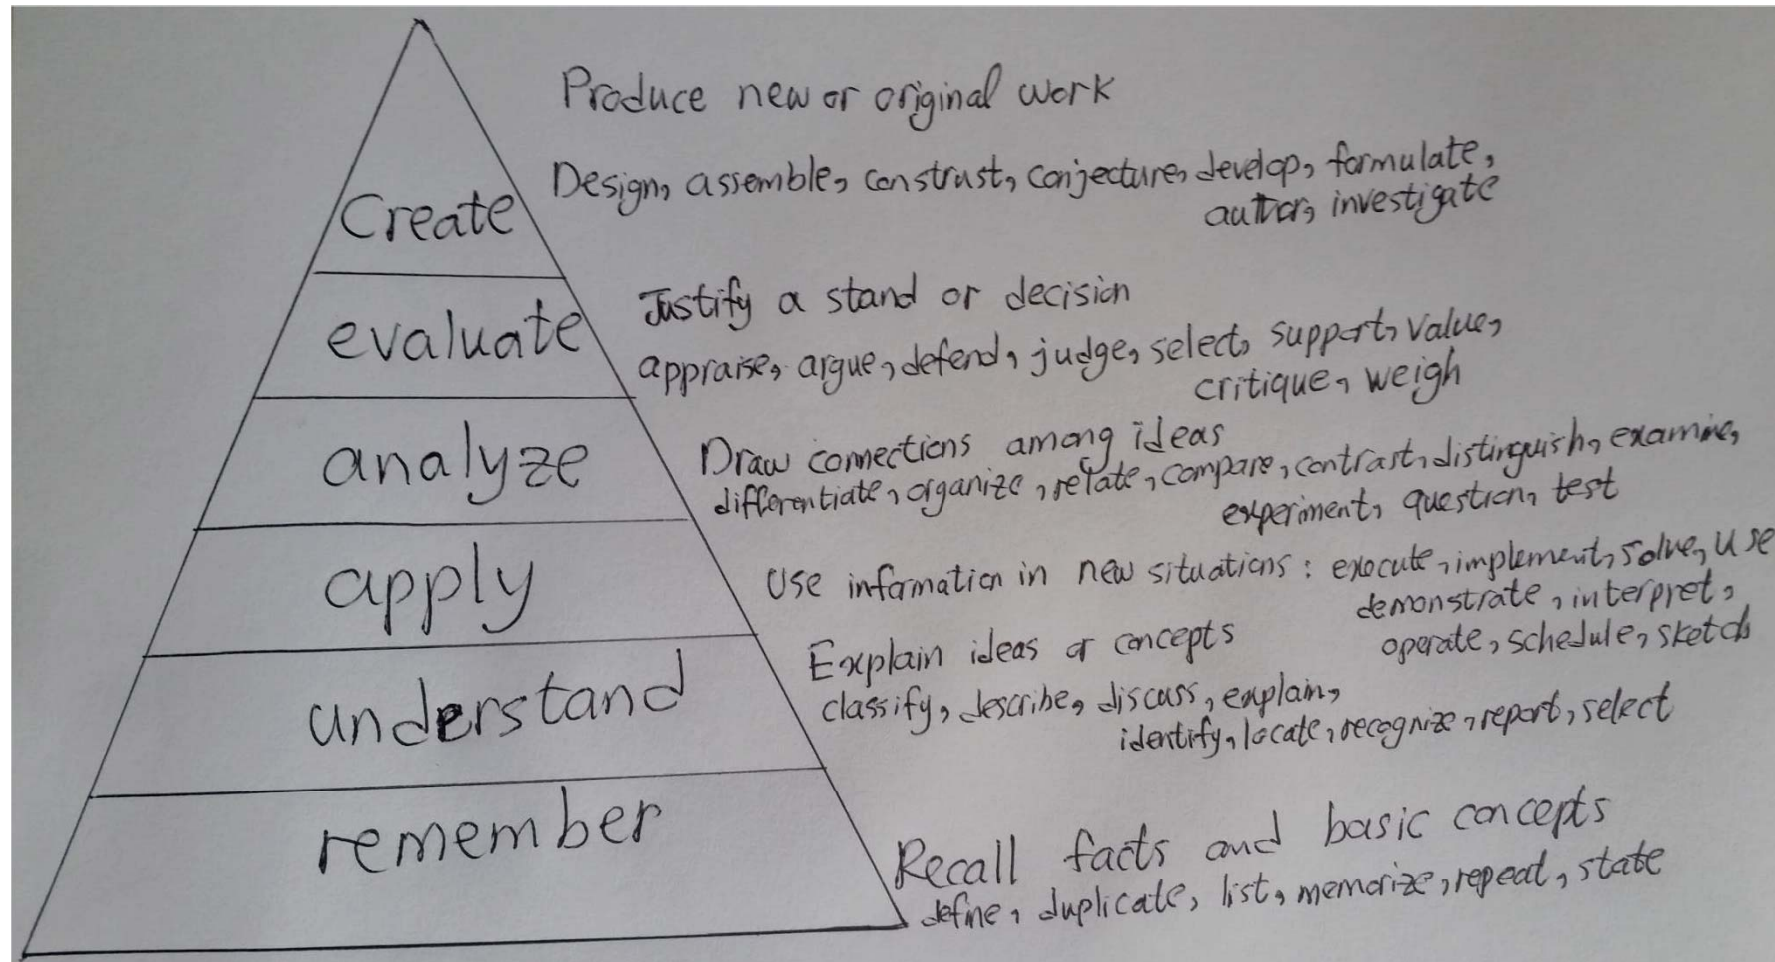 Produce new or original work
Design, assemble, construst, conjecture, develop, formulate,
author, investigate
Create
Justify a stand or decision
appraise, argue, defend, judge, select, support, value,
critique, weigh
evaluate
Draw connections among ideas
differentiate, organize, relate, compare, contrast, distinguish, examine,
experiment, question, test
analyze
Use information in new situations: execute, implement, solve, use
demonstrate, interpret,
operate, schedule, sketch
apply
Explain ideas or concepts
classify, describe, discuss, explain,
identify, locate, recognize, report, select
understand
Recall facts and basic concepts
define, duplicate, list, memorize, repeat, state
remember